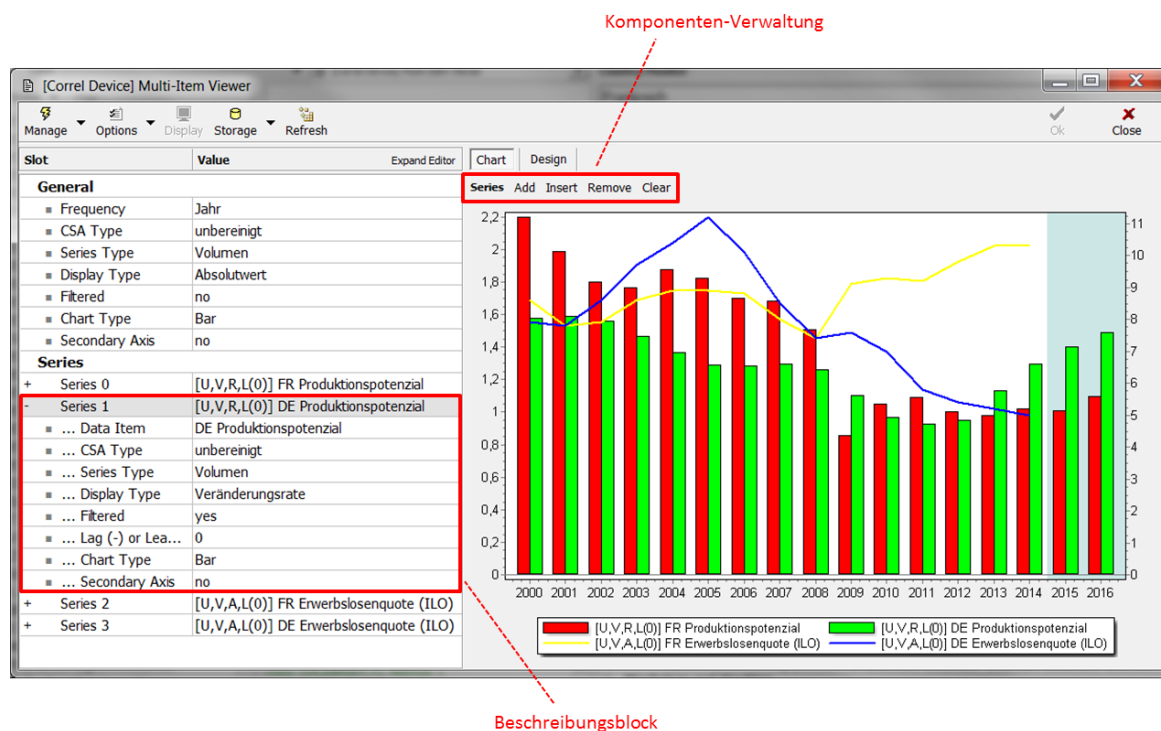 Komponenten-Verwaltung
[Correl Device] Multi-Item Viewer
Manage Options Display Storage Refresh Ok Close
Slot Value Expand Editor
Chart Design
Series Add Insert Remove Clear
General
Frequency Jahr
CSA Type unbereinigt
Series Type Volumen
Display Type Absolutwert
Filtered no
Chart Type Bar
Secondary Axis no
Series
+ Series 0 [U,V,R,L(0)] FR Produktionspotenzial
- Series 1 [U,V,R,L(0)] DE Produktionspotenzial
... Data Item DE Produktionspotenzial
... CSA Type unbereinigt
... Series Type Volumen
... Display Type Veränderungsrate
... Filtered yes
... Lag (-) or Lea... 0
... Chart Type Bar
... Secondary Axis no
+ Series 2 [U,V,A,L(0)] FR Erwerbslosenquote (ILO)
+ Series 3 [U,V,A,L(0)] DE Erwerbslosenquote (ILO)
2,2
2
1,8
1,6
1,4
1,2
1
0,8
0,6
0,4
0,2
0
11
10
9
8
7
6
5
4
3
2
1
0
2000 2001 2002 2003 2004 2005 2006 2007 2008 2009 2010 2011 2012 2013 2014 2015 2016
[U,V,R,L(0)] FR Produktionspotenzial [U,V,R,L(0)] DE Produktionspotenzial
[U,V,A,L(0)] FR Erwerbslosenquote (ILO) [U,V,A,L(0)] DE Erwerbslosenquote (ILO)
Beschreibungsblock